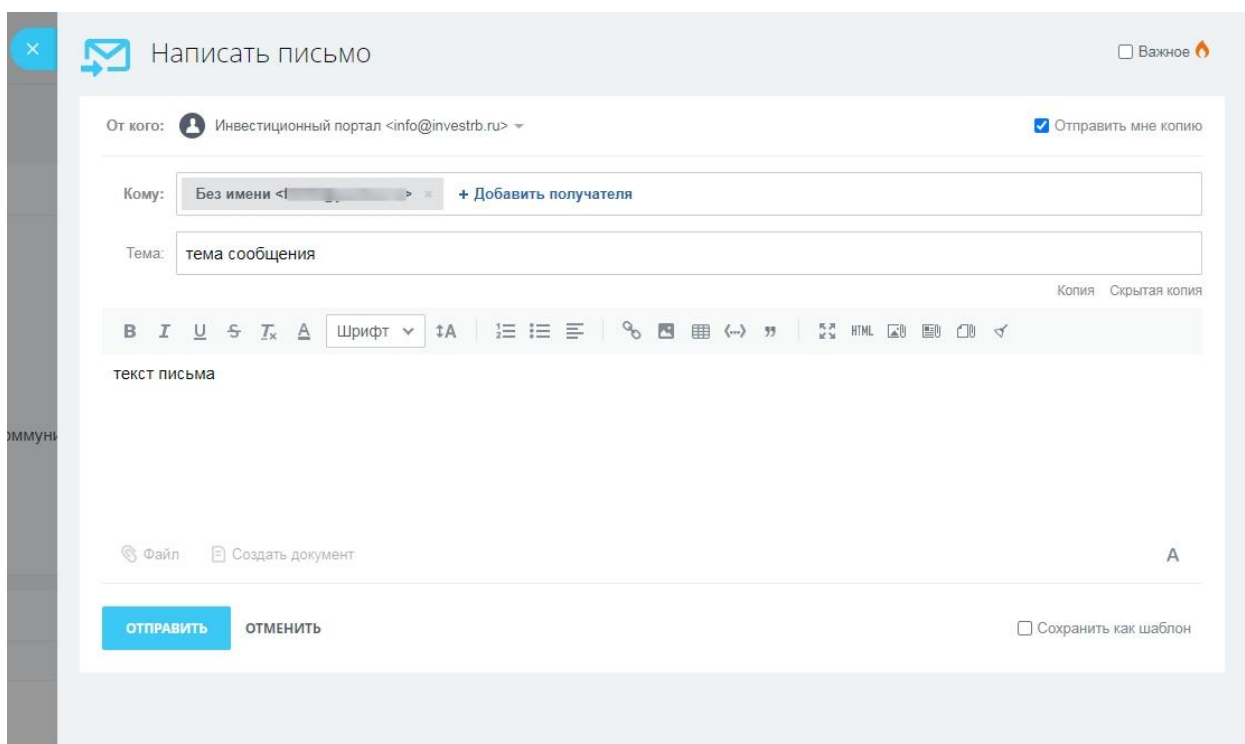 Написать письмо
Важное
От кого: Инвестиционный портал <info@investrb.ru>
Отправить мне копию
Кому: Без имени < > × + Добавить получателя
Тема: тема сообщения
Копия Скрытая копия
B I U S Tx A Шрифт A HTML
текст письма
Файл Создать документ A
ОТПРАВИТЬ ОТМЕНИТЬ Сохранить как шаблон